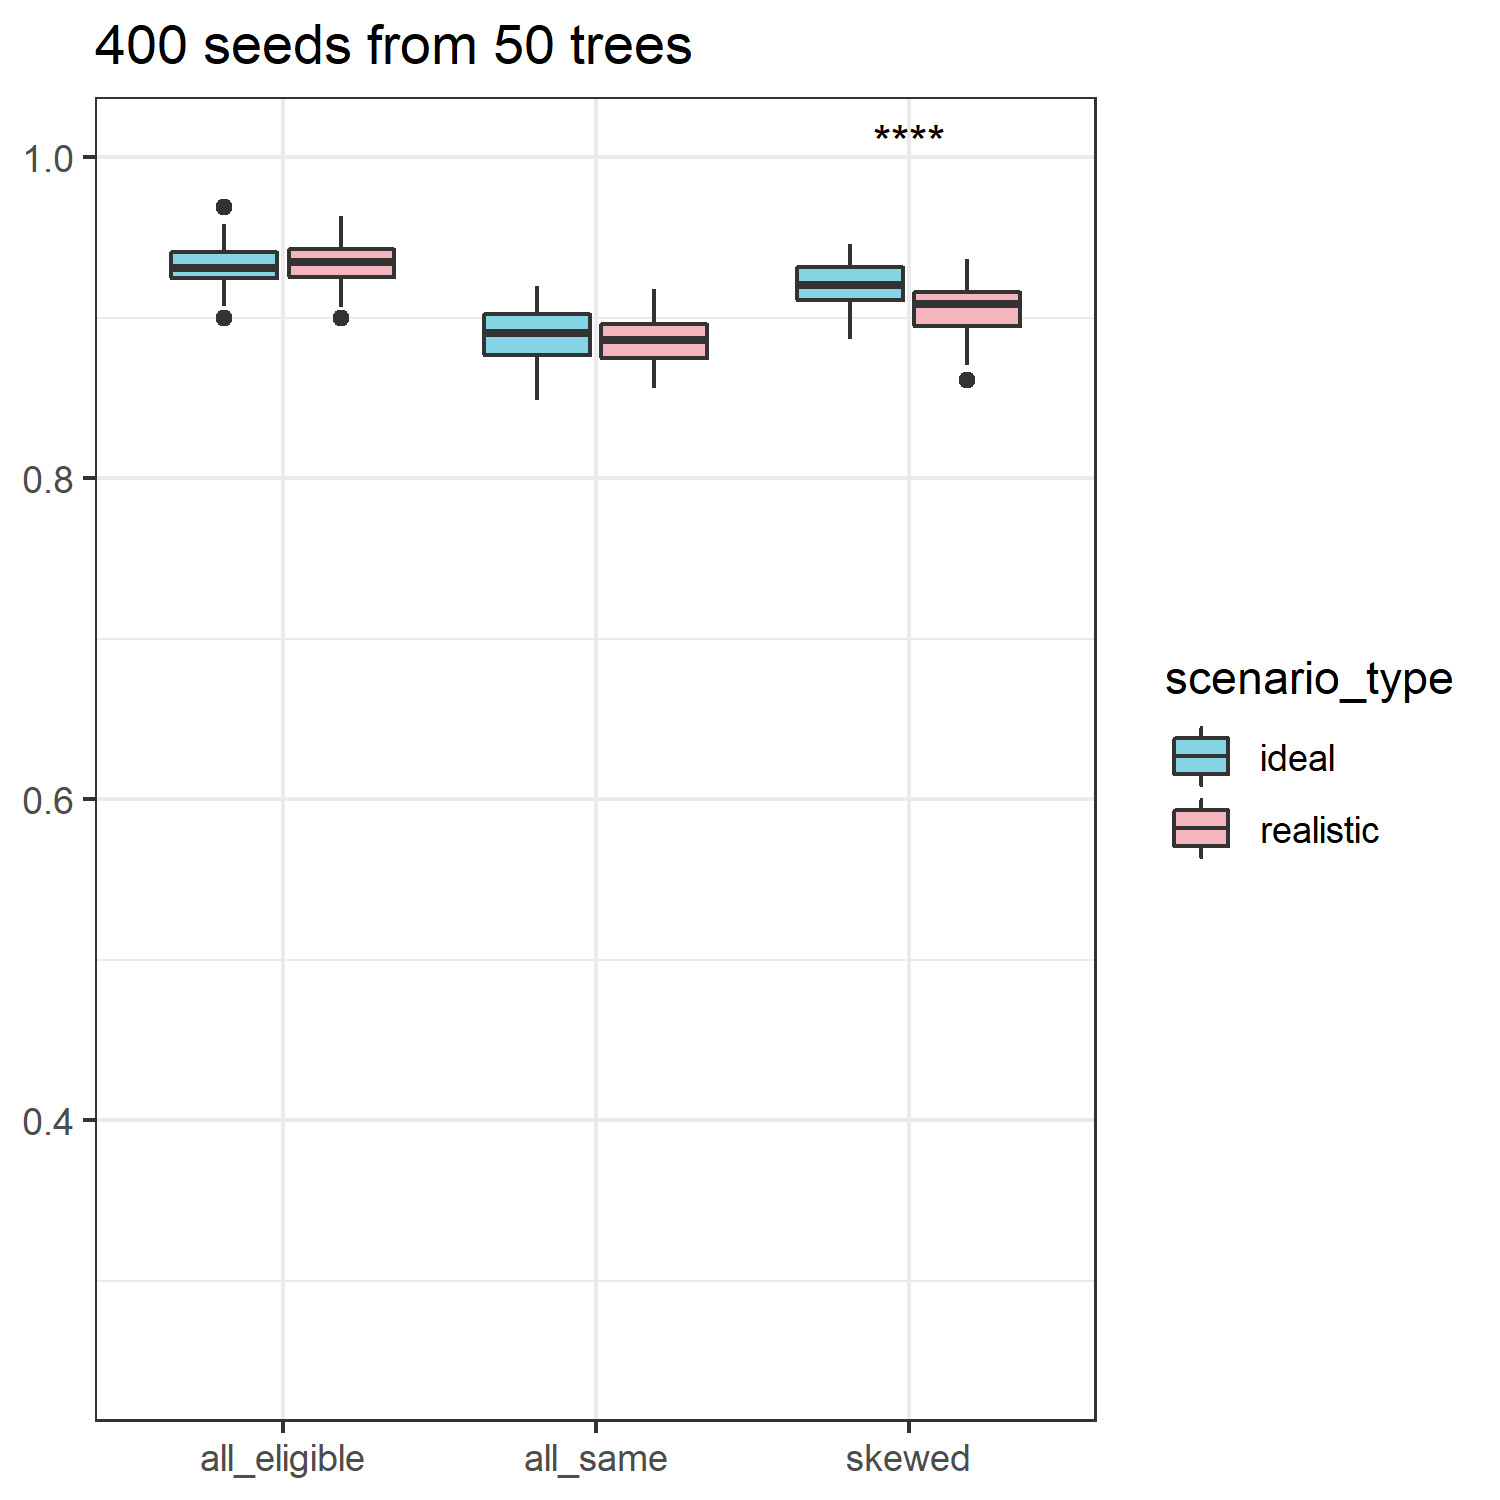 400 seeds from 50 trees
****
1.0
0.8
0.6
0.4
all_eligible
all_same
skewed
scenario_type
ideal
realistic